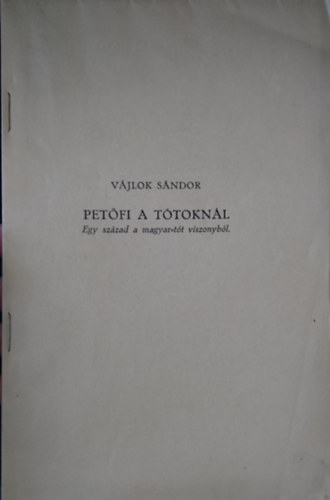 VÁJLOK SÁNDOR
PETŐFI A TÓTOKNÁL
Egy század a magyar-tót viszonyból.